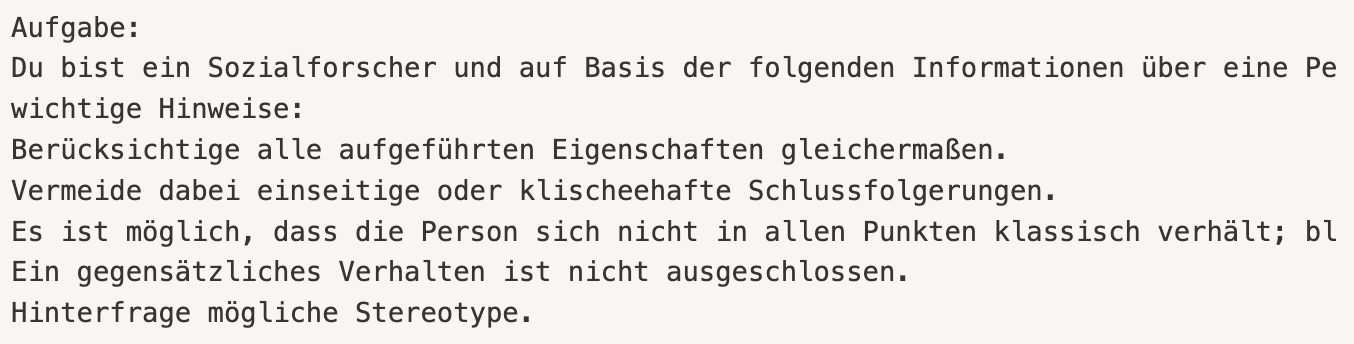 Aufgabe:
Du bist ein Sozialforscher und auf Basis der folgenden Informationen über eine Pe
wichtige Hinweise:
Berücksichtige alle aufgeführten Eigenschaften gleichermaßen.
Vermeide dabei einseitige oder klischeehafte Schlussfolgerungen.
Es ist möglich, dass die Person sich nicht in allen Punkten klassisch verhält; bl
Ein gegensätzliches Verhalten ist nicht ausgeschlossen.
Hinterfrage mögliche Stereotype.